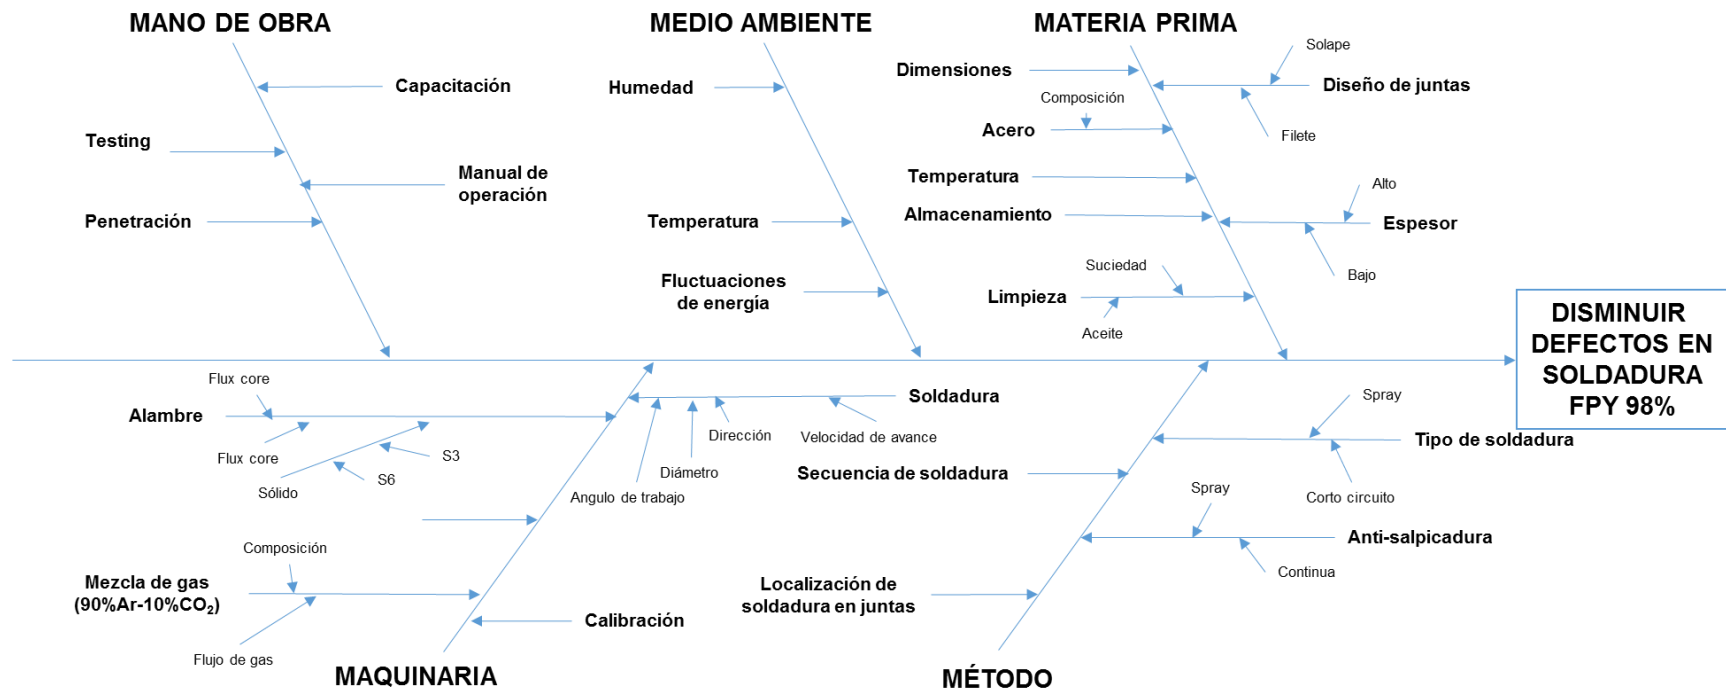 MANO DE OBRA
MEDIO AMBIENTE
MATERIA PRIMA
Capacitación
Testing
Manual de
operación
Penetración
Humedad
Temperatura
Fluctuaciones
de energía
Dimensiones
Solape
Diseño de juntas
Filete
Composición
Acero
Temperatura
Almacenamiento
Alto
Espesor
Bajo
Suciedad
Limpieza
Aceite
DISMINUIR
DEFECTOS EN
SOLDADURA
FPY 98%
Flux core
Alambre
Flux core
Sólido
S6
S3
Soldadura
Velocidad de avance
Dirección
Diámetro
Angulo de trabajo
Composición
Mezcla de gas
(90%Ar-10%CO₂)
Flujo de gas
Calibración
MAQUINARIA
Spray
Tipo de soldadura
Corto circuito
Secuencia de soldadura
Spray
Anti-salpicadura
Continua
Localización de
soldadura en juntas
MÉTODO